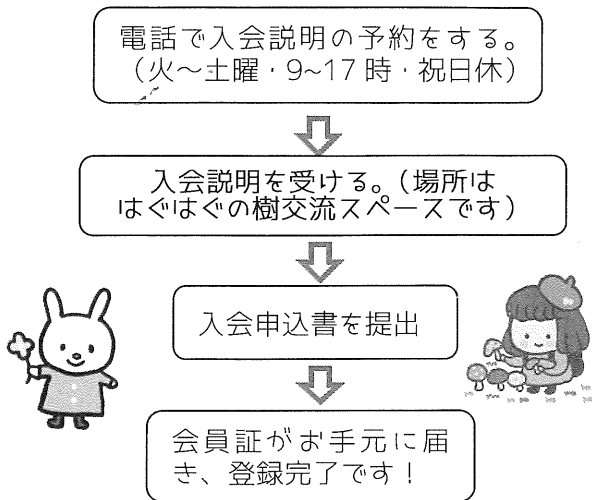 電話で入会説明の予約をする。
（火～土曜・9~17時・祝日休）
入会説明を受ける。（場所は
はぐはぐの樹交流スペースです）
入会申込書を提出
会員証がお手元に届
き、登録完了です！